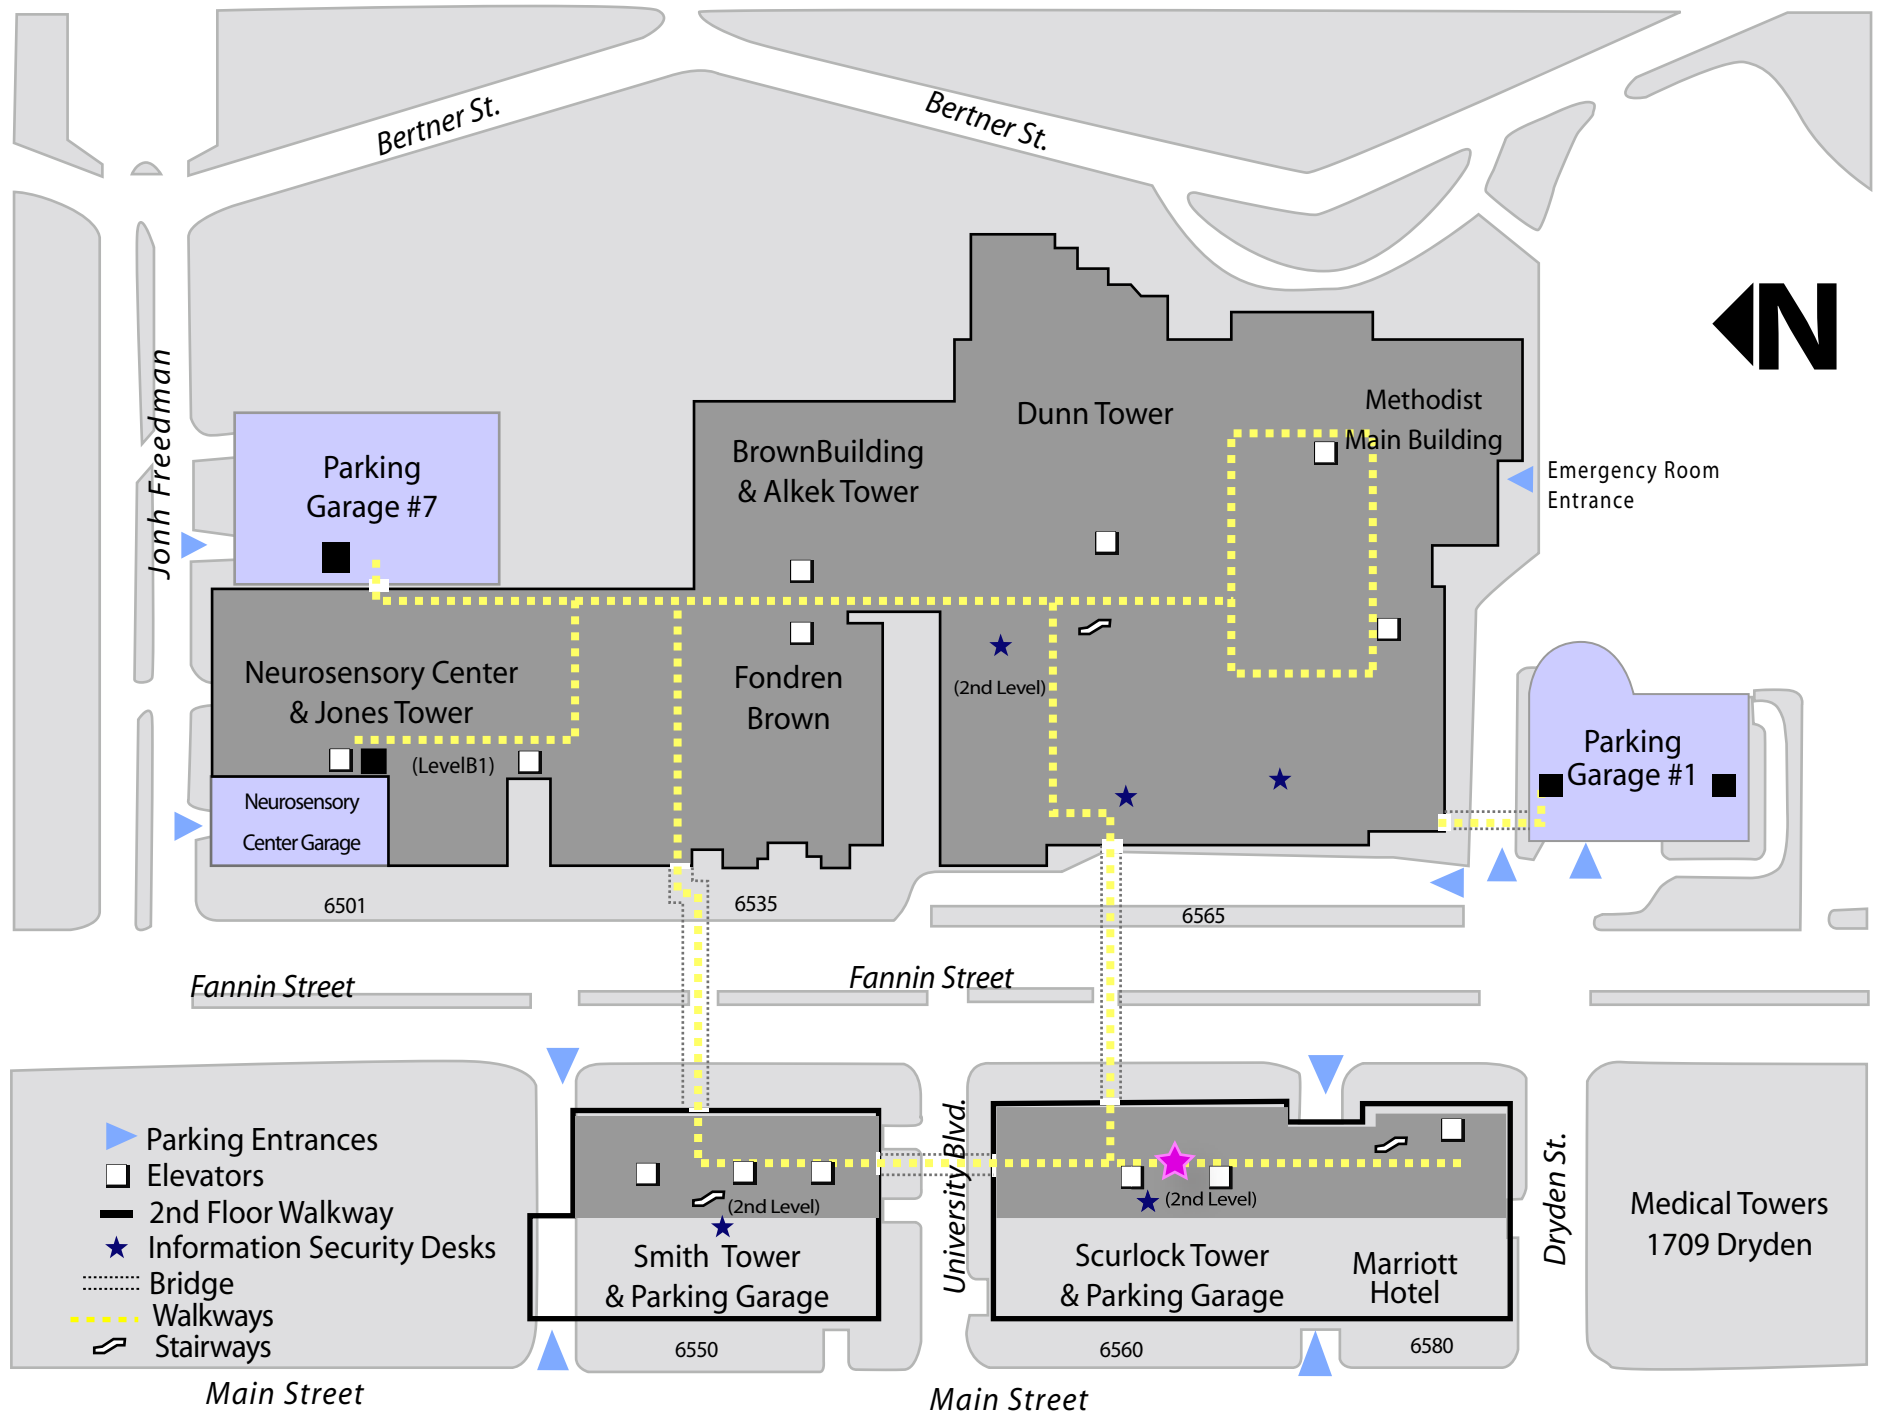 Bertner St.
Bertner St.
Jonh Freedman
N
Parking
Garage #7
BrownBuilding
& Alkek Tower
Dunn Tower
Methodist
Main Building
Emergency Room
Entrance
Neurosensory Center
& Jones Tower
(LevelB1)
Neurosensory
Center Garage
Fondren
Brown
(2nd Level)
Parking
Garage #1
6501
6535
6565
Fannin Street
Fannin Street
Parking Entrances
Elevators
2nd Floor Walkway
Information Security Desks
Bridge
Walkways
Stairways
(2nd Level)
Smith Tower
& Parking Garage
6550
University Blvd.
(2nd Level)
Scurlock Tower
& Parking Garage
6560
Marriott
Hotel
6580
Dryden St.
Medical Towers
1709 Dryden
Main Street
Main Street